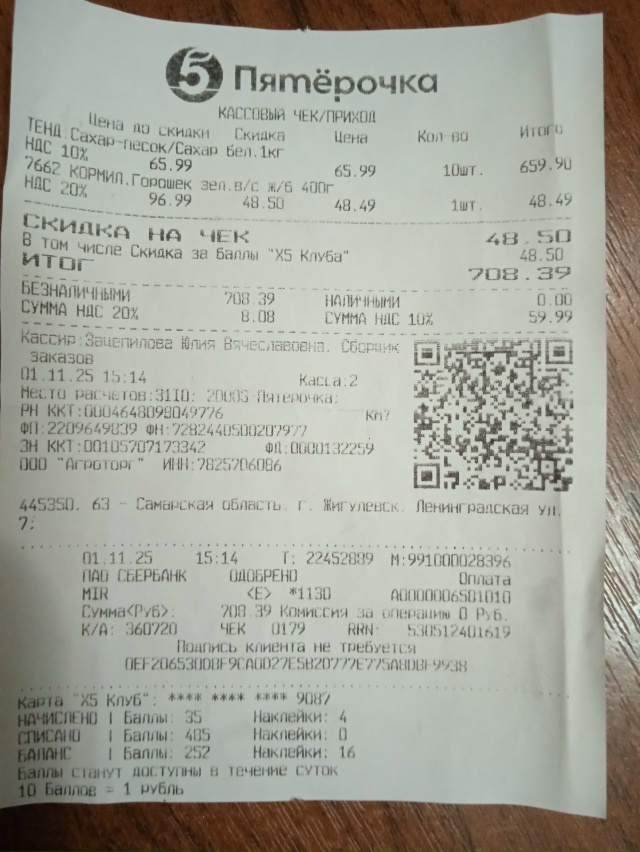 5 Пятёрочка
КАССОВЫЙ ЧЕК/ПРИХОД
Цена до скидки Скидка Цена Кол-во Итого
ТЕНД.Сахар-песок/Сахар бел.1кг
НДС 10% 65.99 65.99 10шт. 659.90
7662 КОРМИЛ.Горошек зел.в/с ж/б 400г
НДС 20% 96.99 48.50 48.49 1шт. 48.49
СКИДКА НА ЧЕК 48.50
В том числе Скидка за баллы "X5 Клуба" 48.50
ИТОГ 708.39
БЕЗНАЛИЧНЫМИ 708.39 НАЛИЧНЫМИ 0.00
СУММА НДС 20% 8.08 СУММА НДС 10% 59.99
Кассир:Зацепилова Юлия Вячеславовна. Сборщик
заказов
01.11.25 15:14 Касса:2
Место расчетов:31I0: 20003 Пятерочка;
РН ККТ:0004648098049776 КМ?
ФП:2209649839 ФН:7282440500207977
ЗН ККТ:00105707173342 ФД:0000132259
ООО "Агроторг" ИНН:7825706086
445350. 63 - Самарская область. г. Жигулевск. Ленинградская ул.
7;
01.11.25 15:14 Т: 22452889 М:991000028396
ПАО СБЕРБАНК ОДОБРЕНО Оплата
MIR <E> *1130 A0000006581010
Сумма<Руб>: 708.39 Комиссия за операцию 0 Руб.
К/А: 360720 ЧЕК 0179 RRN: 530512401619
Подпись клиента не требуется
0EF206530DBF9CA0D27E5B20777E775A8DBF9938
Карта "X5 Клуб": **** **** **** 9087
НАЧИСЛЕНО | Баллы: 35 Наклейки: 4
СПИСАНО | Баллы: 485 Наклейки: 0
БАЛАНС | Баллы: 252 Наклейки: 16
Баллы станут доступны в течение суток
10 Баллов = 1 рубль